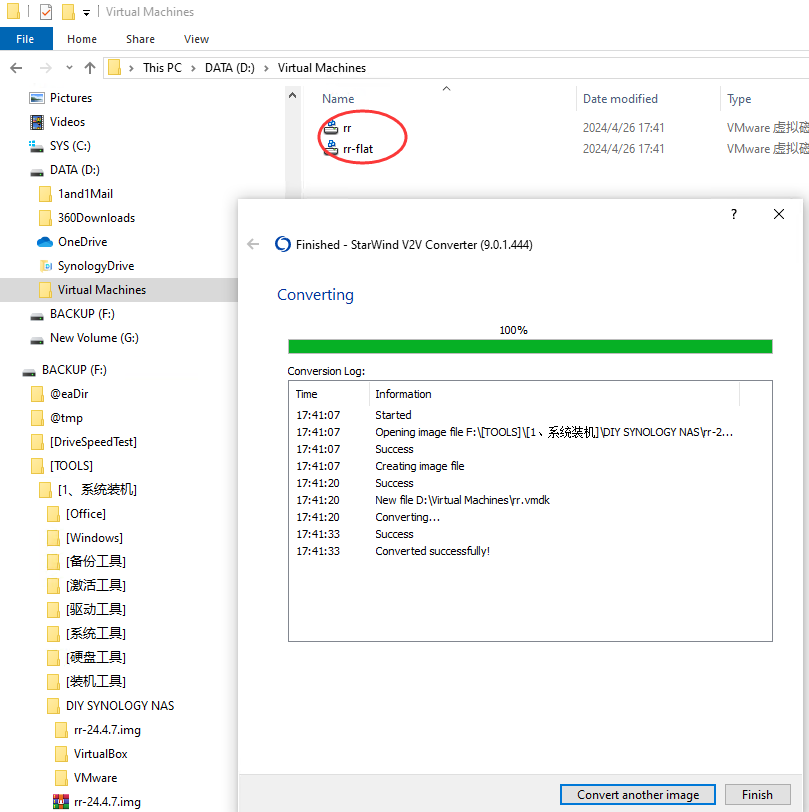 Virtual Machines
File Home Share View
This PC DATA (D:) Virtual Machines
Pictures
Videos
SYS (C:)
DATA (D:)
1and1Mail
360Downloads
OneDrive
SynologyDrive
Virtual Machines
BACKUP (F:)
New Volume (G:)
BACKUP (F:)
@eaDir
@tmp
[DriveSpeedTest]
[TOOLS]
[1、系统装机]
[Office]
[Windows]
[备份工具]
[激活工具]
[驱动工具]
[系统工具]
[硬盘工具]
[装机工具]
DIY SYNOLOGY NAS
rr-24.4.7.img
VirtualBox
VMware
rr-24.4.7.img
Name Date modified Type
rr 2024/4/26 17:41 VMware 虚拟磁
rr-flat 2024/4/26 17:41 VMware 虚拟磁
?
Finished - StarWind V2V Converter (9.0.1.444)
Converting
100%
Conversion Log:
Time Information
17:41:07 Started
17:41:07 Opening image file F:\[TOOLS]\[1、系统装机]\DIY SYNOLOGY NAS\rr-2...
17:41:07 Success
17:41:07 Creating image file
17:41:20 Success
17:41:20 New file D:\Virtual Machines\rr.vmdk
17:41:20 Converting...
17:41:33 Success
17:41:33 Converted successfully!
Convert another image Finish